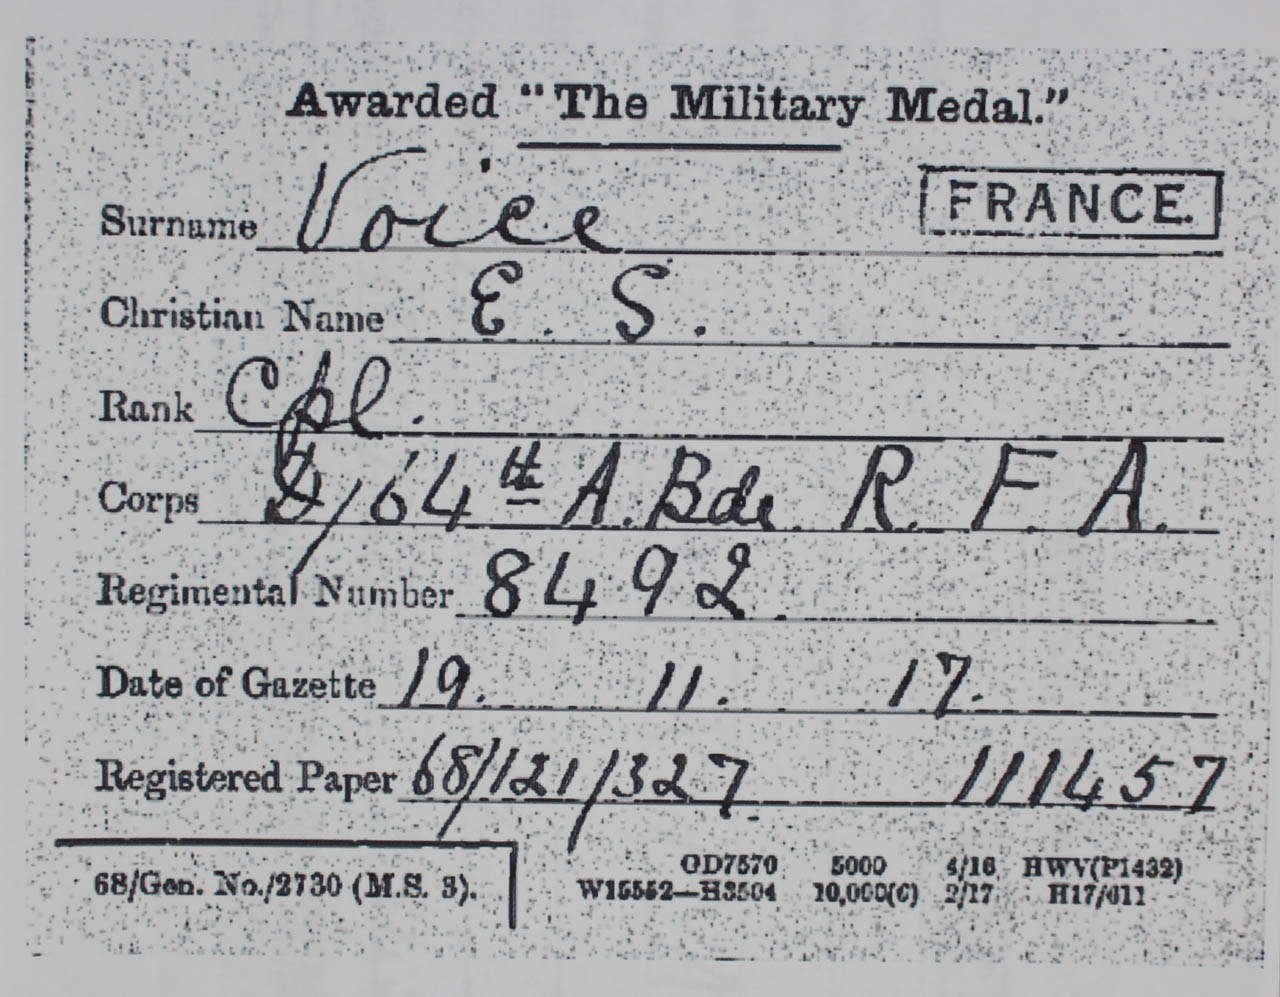 Awarded "The Military Medal."
FRANCE.
Surname Voice
Christian Name E. S.
Rank Cpl.
Corps D/64th A. Bde. R. F. A.
Regimental Number 8492.
Date of Gazette 19. 11. 17.
Registered Paper 68/121/327. 111457
68/Gen. No./2730 (M.S. 3).
GD7570 5000 4/16 HWV(P1432)
W15552—H3504 10,000(6) 2/17 H17/611